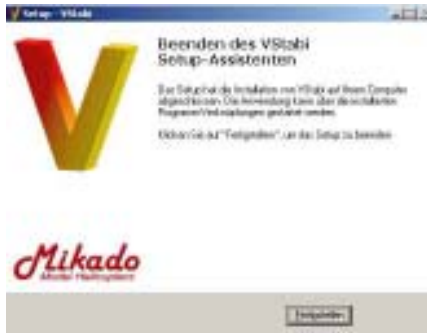 Setup - VStabi
Beenden des VStabi
Setup-Assistenten
Das Setup hat die Installation von VStabi auf Ihrem Computer
abgeschlossen. Die Anwendung kann über die installierten
Programm-Verknüpfungen gestartet werden.
Klicken Sie auf "Fertigstellen", um das Setup zu beenden.
V
Mikado
Model Helicopters
Fertigstellen